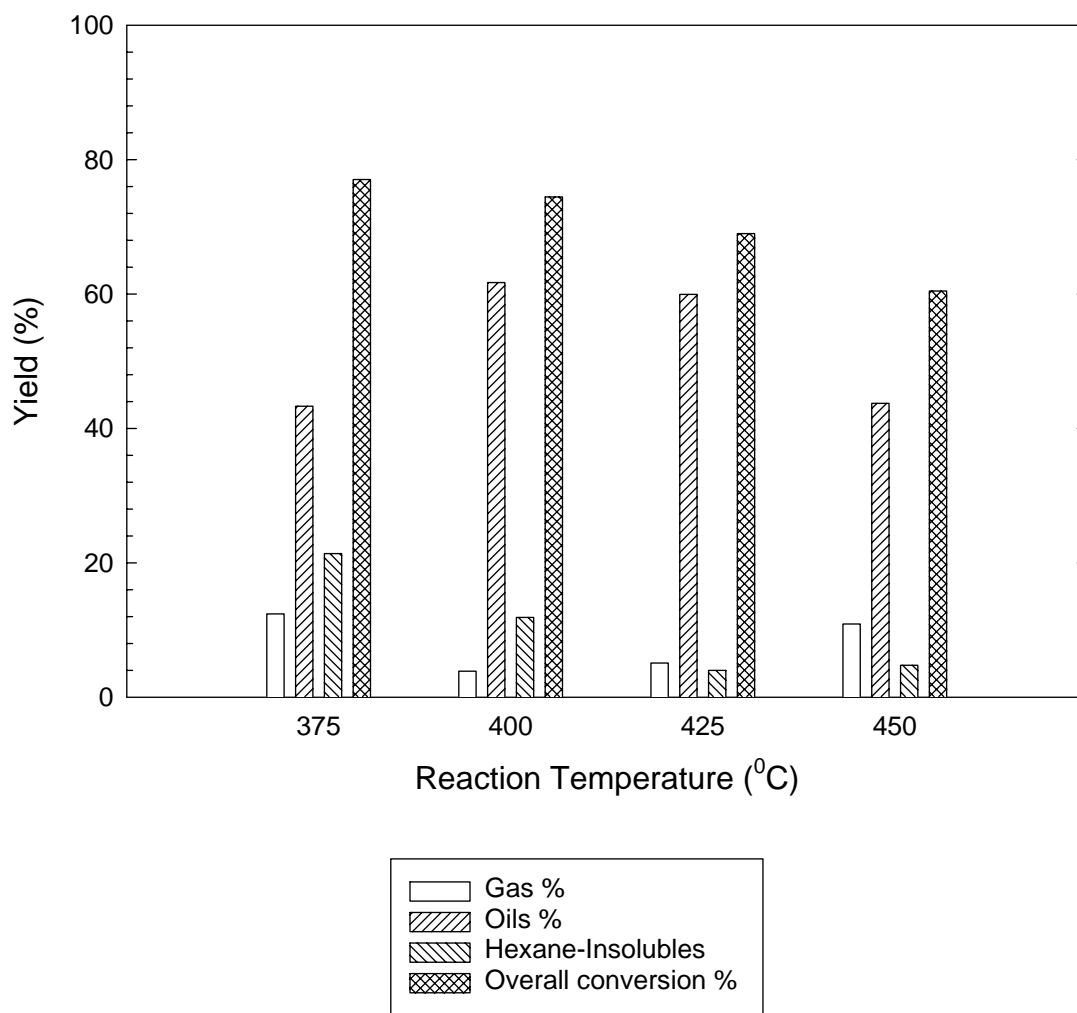 100
80
60
40
20
0
Yield (%)
375 400 425 450
Reaction Temperature (⁰C)
Gas %
Oils %
Hexane-Insolubles
Overall conversion %